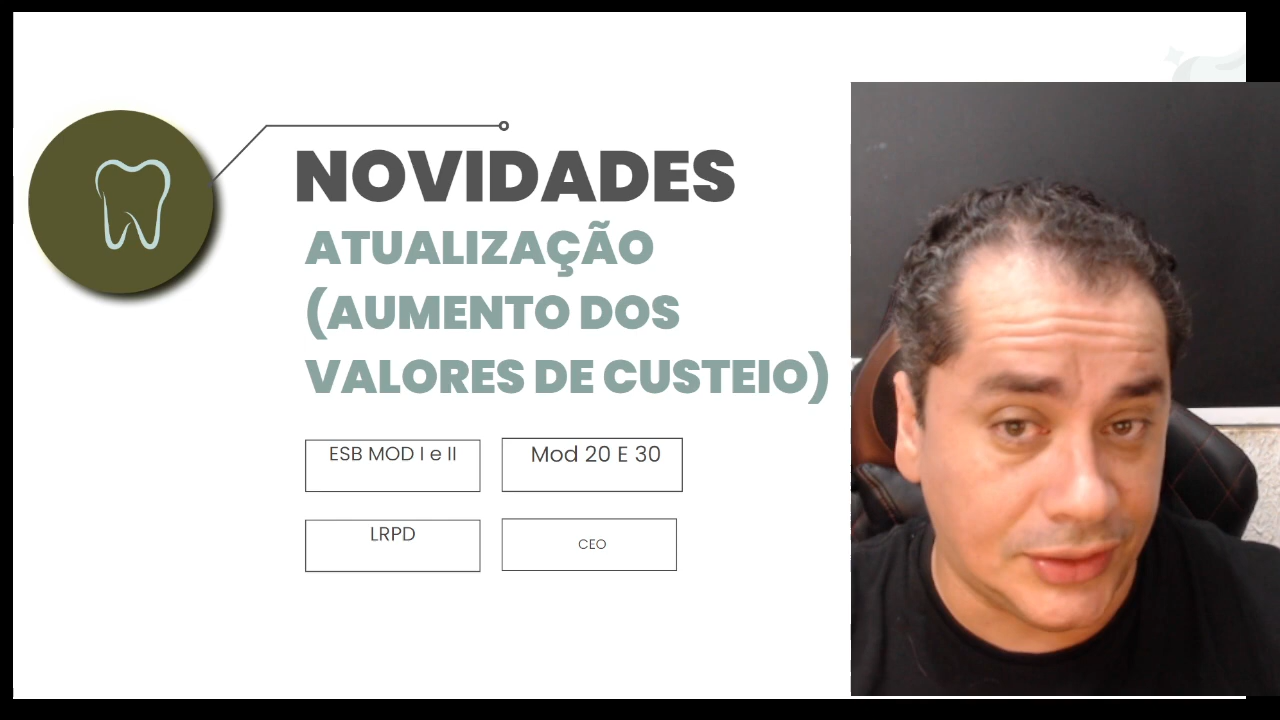 NOVIDADES
ATUALIZAÇÃO
(AUMENTO DOS
VALORES DE CUSTEIO)
ESB MOD I e II
Mod 20 E 30
LRPD
CEO